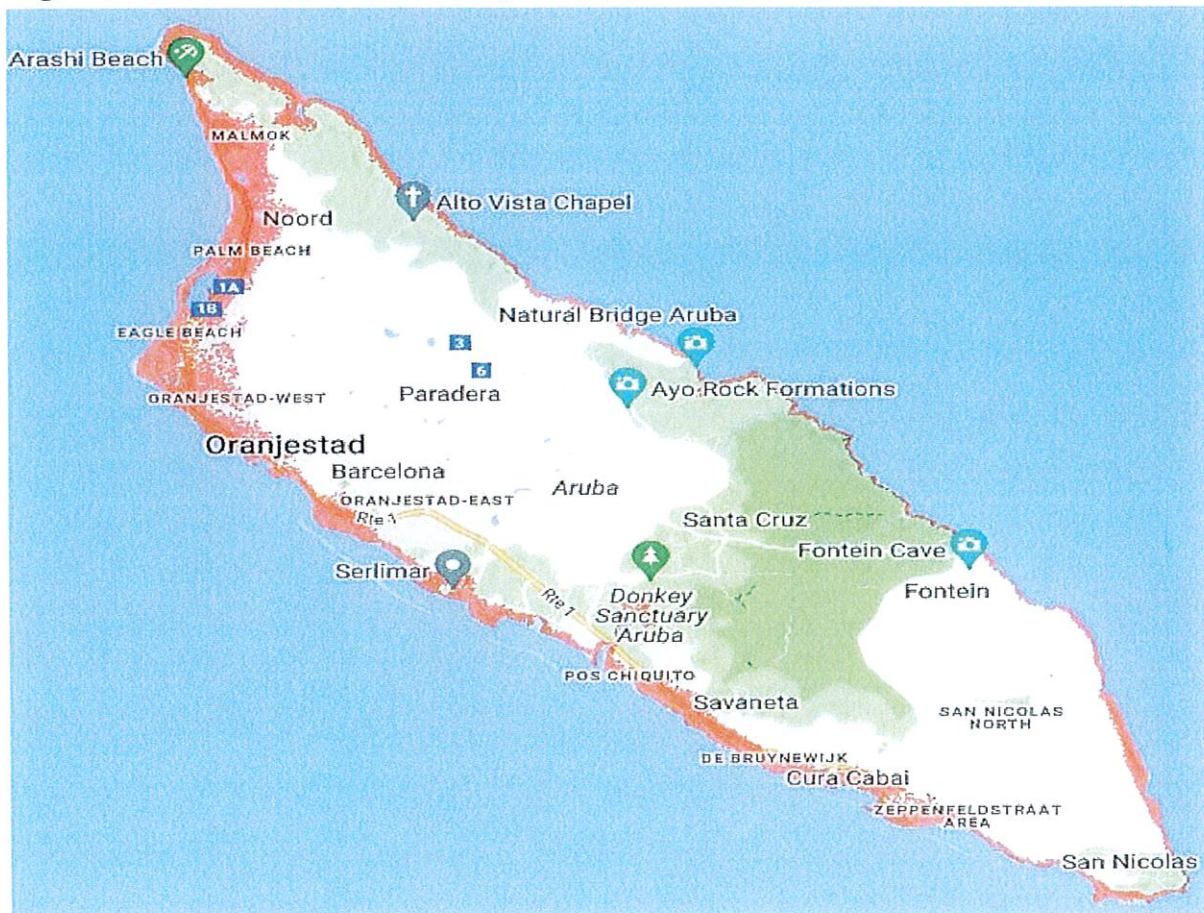 Arashi Beach
MALMOK
Alto Vista Chapel
Noord
PALM BEACH
1A
1B
Natural Bridge Aruba
EAGLE BEACH
3
6
Paradera
Ayo Rock Formations
ORANJESTAD-WEST
Oranjestad
Barcelona
Aruba
ORANJESTAD-EAST
Rte 1
Santa Cruz
Fontein Cave
Serlimar
Fontein
Rte 1
Donkey
Sanctuary
Aruba
POS CHIQUITO
Savaneta
SAN NICOLAS
NORTH
DE BRUYNEWIJK
Cura Cabai
ZEPPENFELDSTRAAT
AREA
San Nicolas